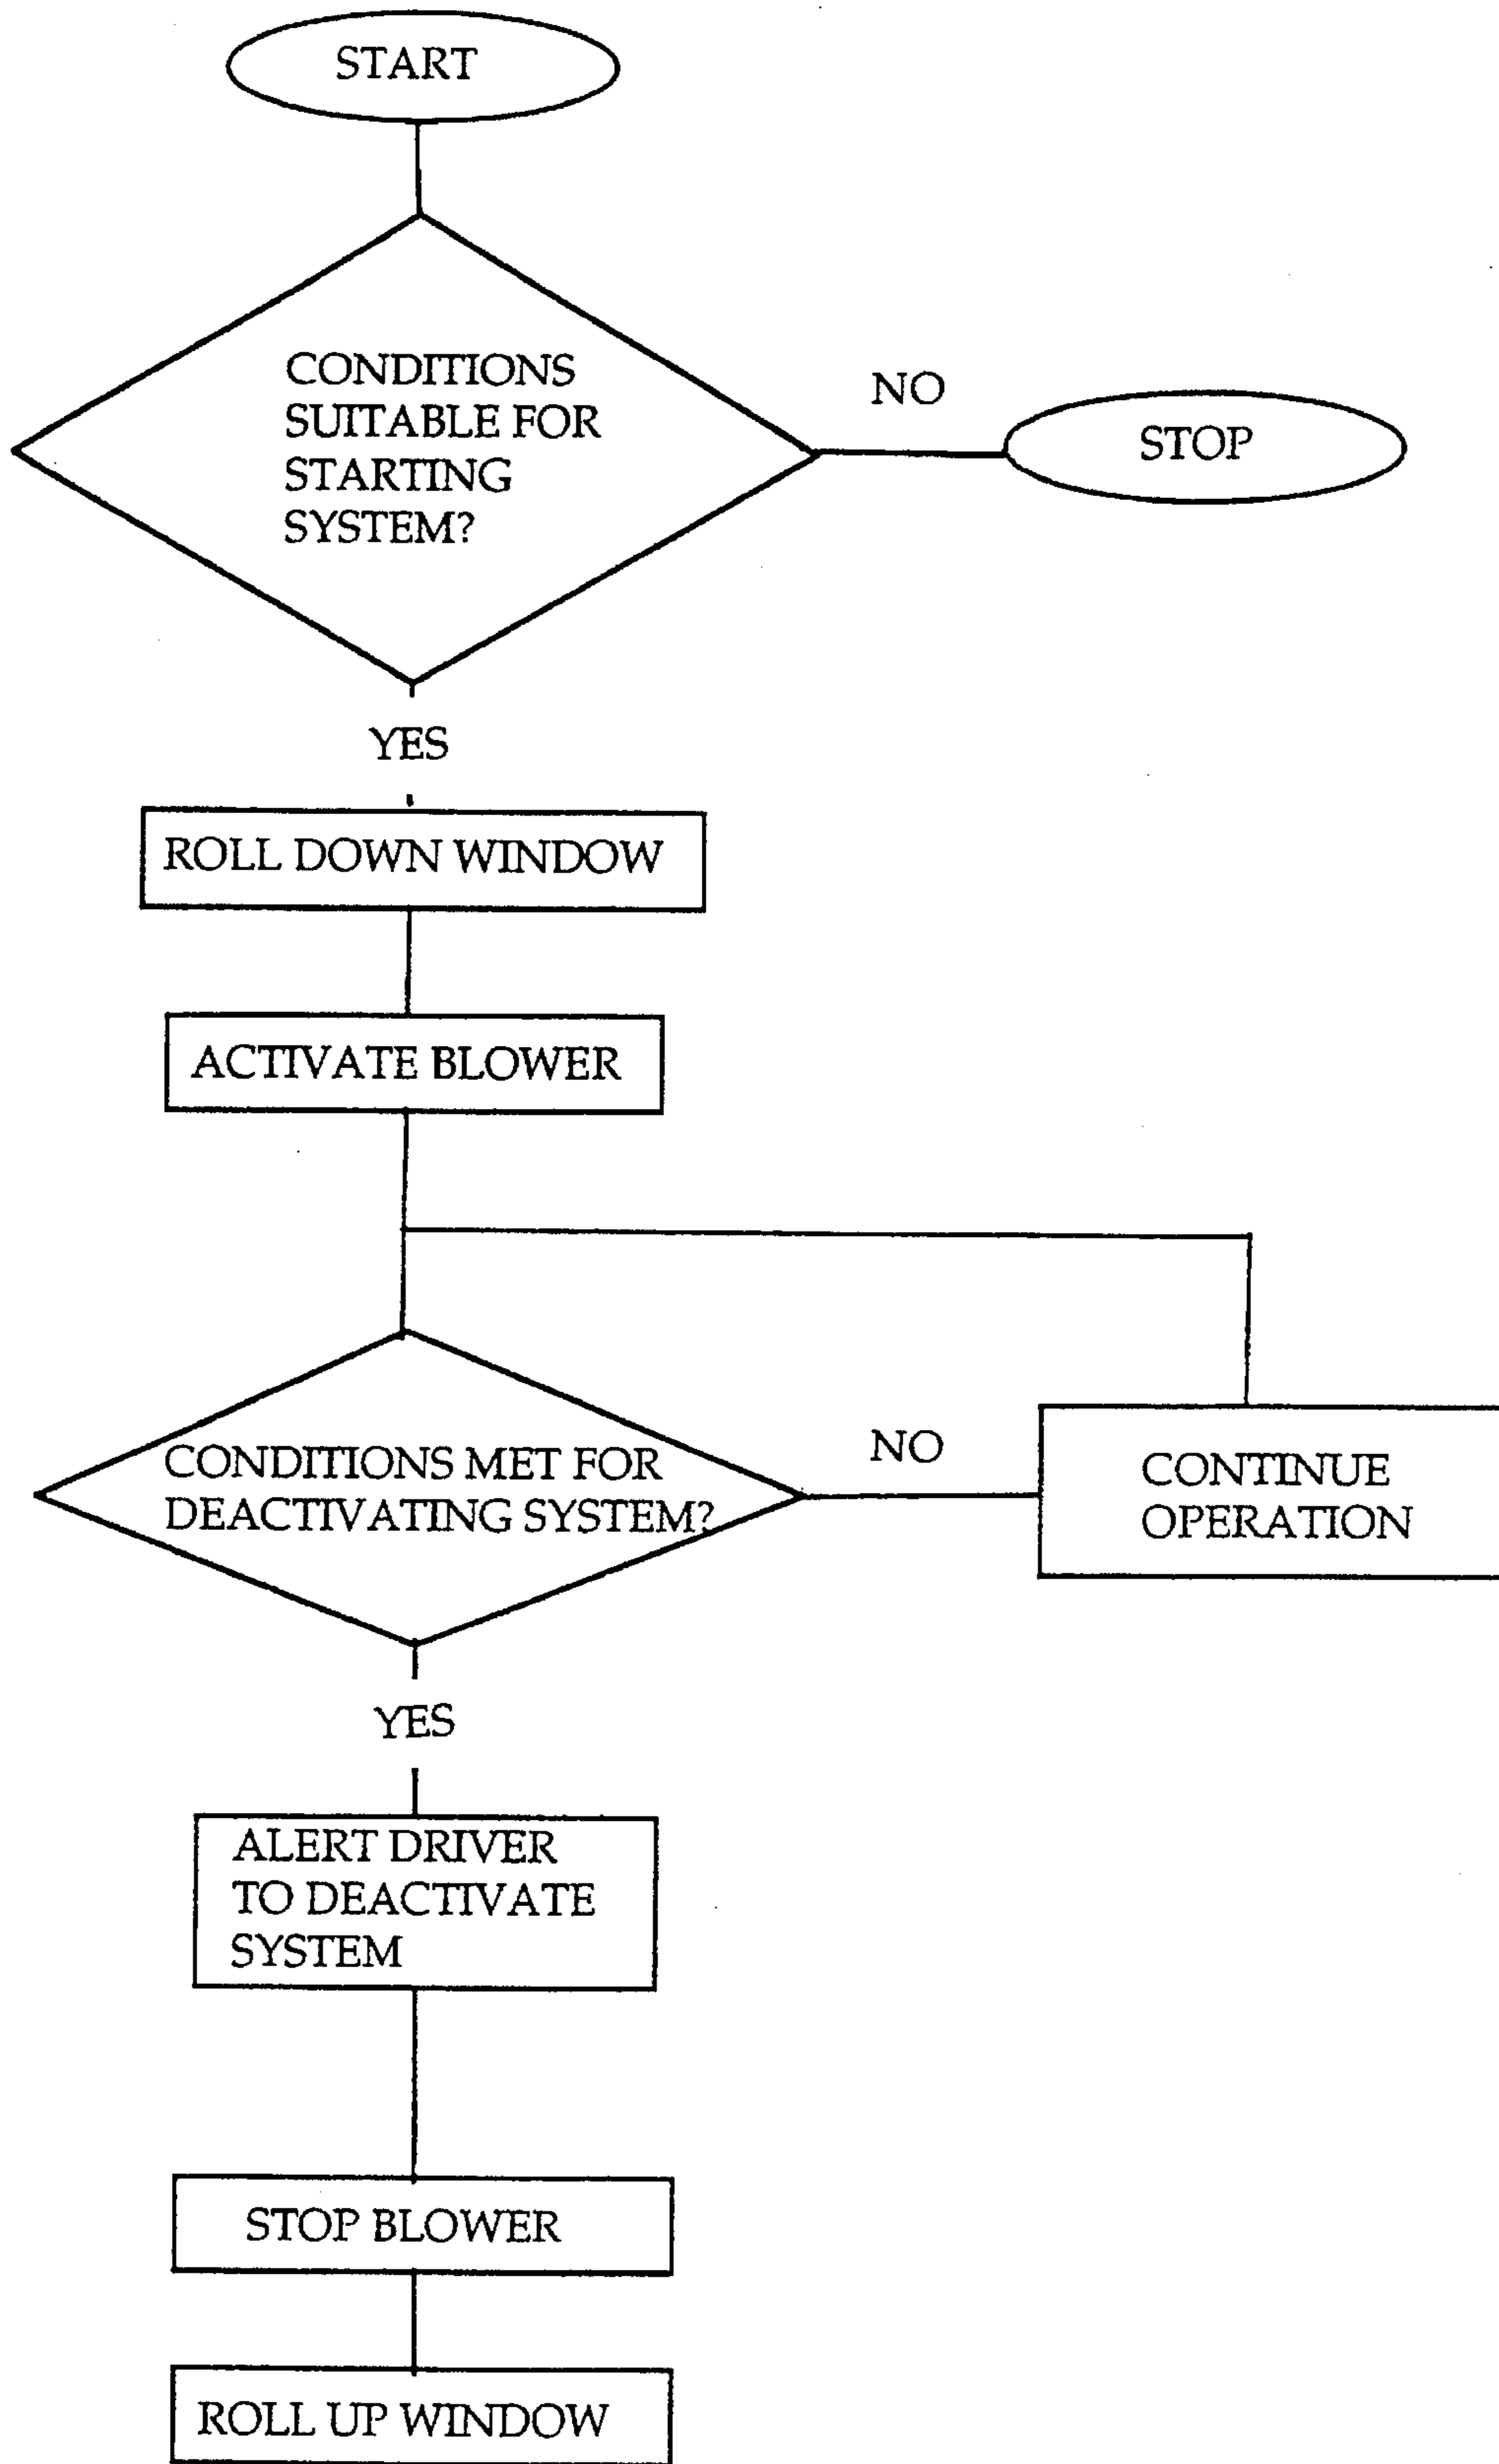 START
CONDITIONS
SUITABLE FOR
STARTING
SYSTEM?
NO
STOP
YES
ROLL DOWN WINDOW
ACTIVATE BLOWER
CONDITIONS MET FOR
DEACTIVATING SYSTEM?
NO
CONTINUE
OPERATION
YES
ALERT DRIVER
TO DEACTIVATE
SYSTEM
STOP BLOWER
ROLL UP WINDOW